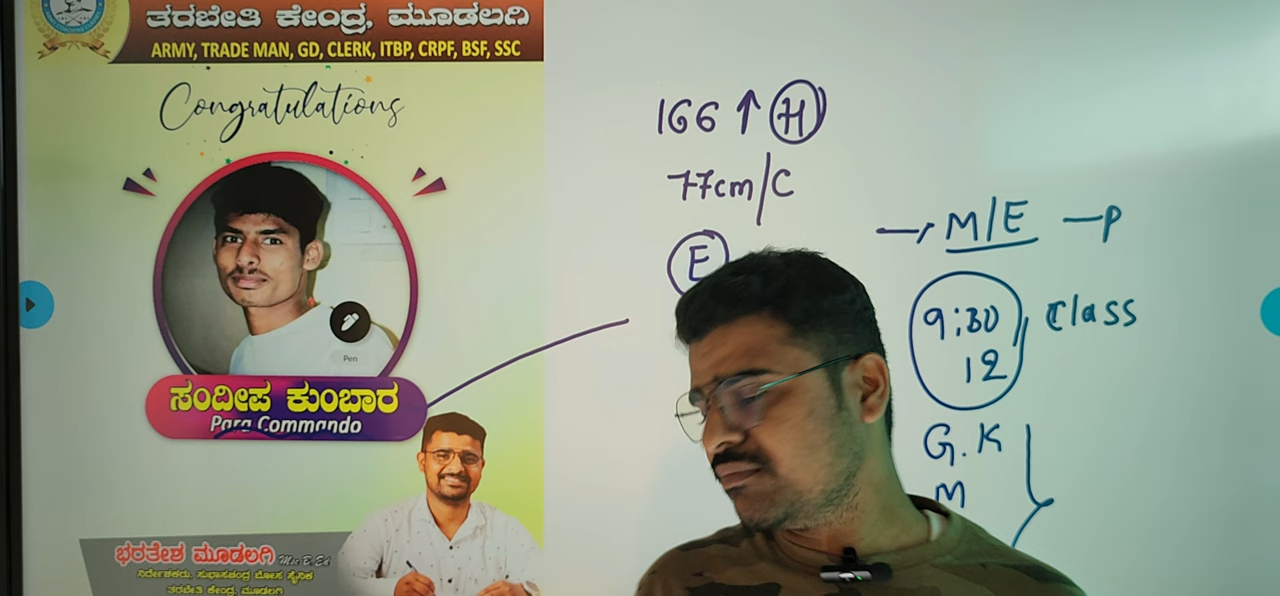 ತರಬೇತಿ ಕೇಂದ್ರ, ಮೂಡಲಗಿ
ARMY, TRADE MAN, GD, CLERK, ITBP, CRPF, BSF, SSC
Congratulations
Pen
ಸಂದೀಪ ಕುಂಬಾರ
Para Commando
ಭರತೇಶ ಮೂಡಲಗಿ
ನಿರ್ದೇಶಕರು. ಸುಭಾಸಚಂದ್ರ ಬೋಸ ಸೈನಿಕ
ತರಬೇತಿ ಕೇಂದ್ರ, ಮೂಡಲಗಿ
166 ↑ H
77cm/C
E
→ M/E — P
9:30 Class
12
G.K
M